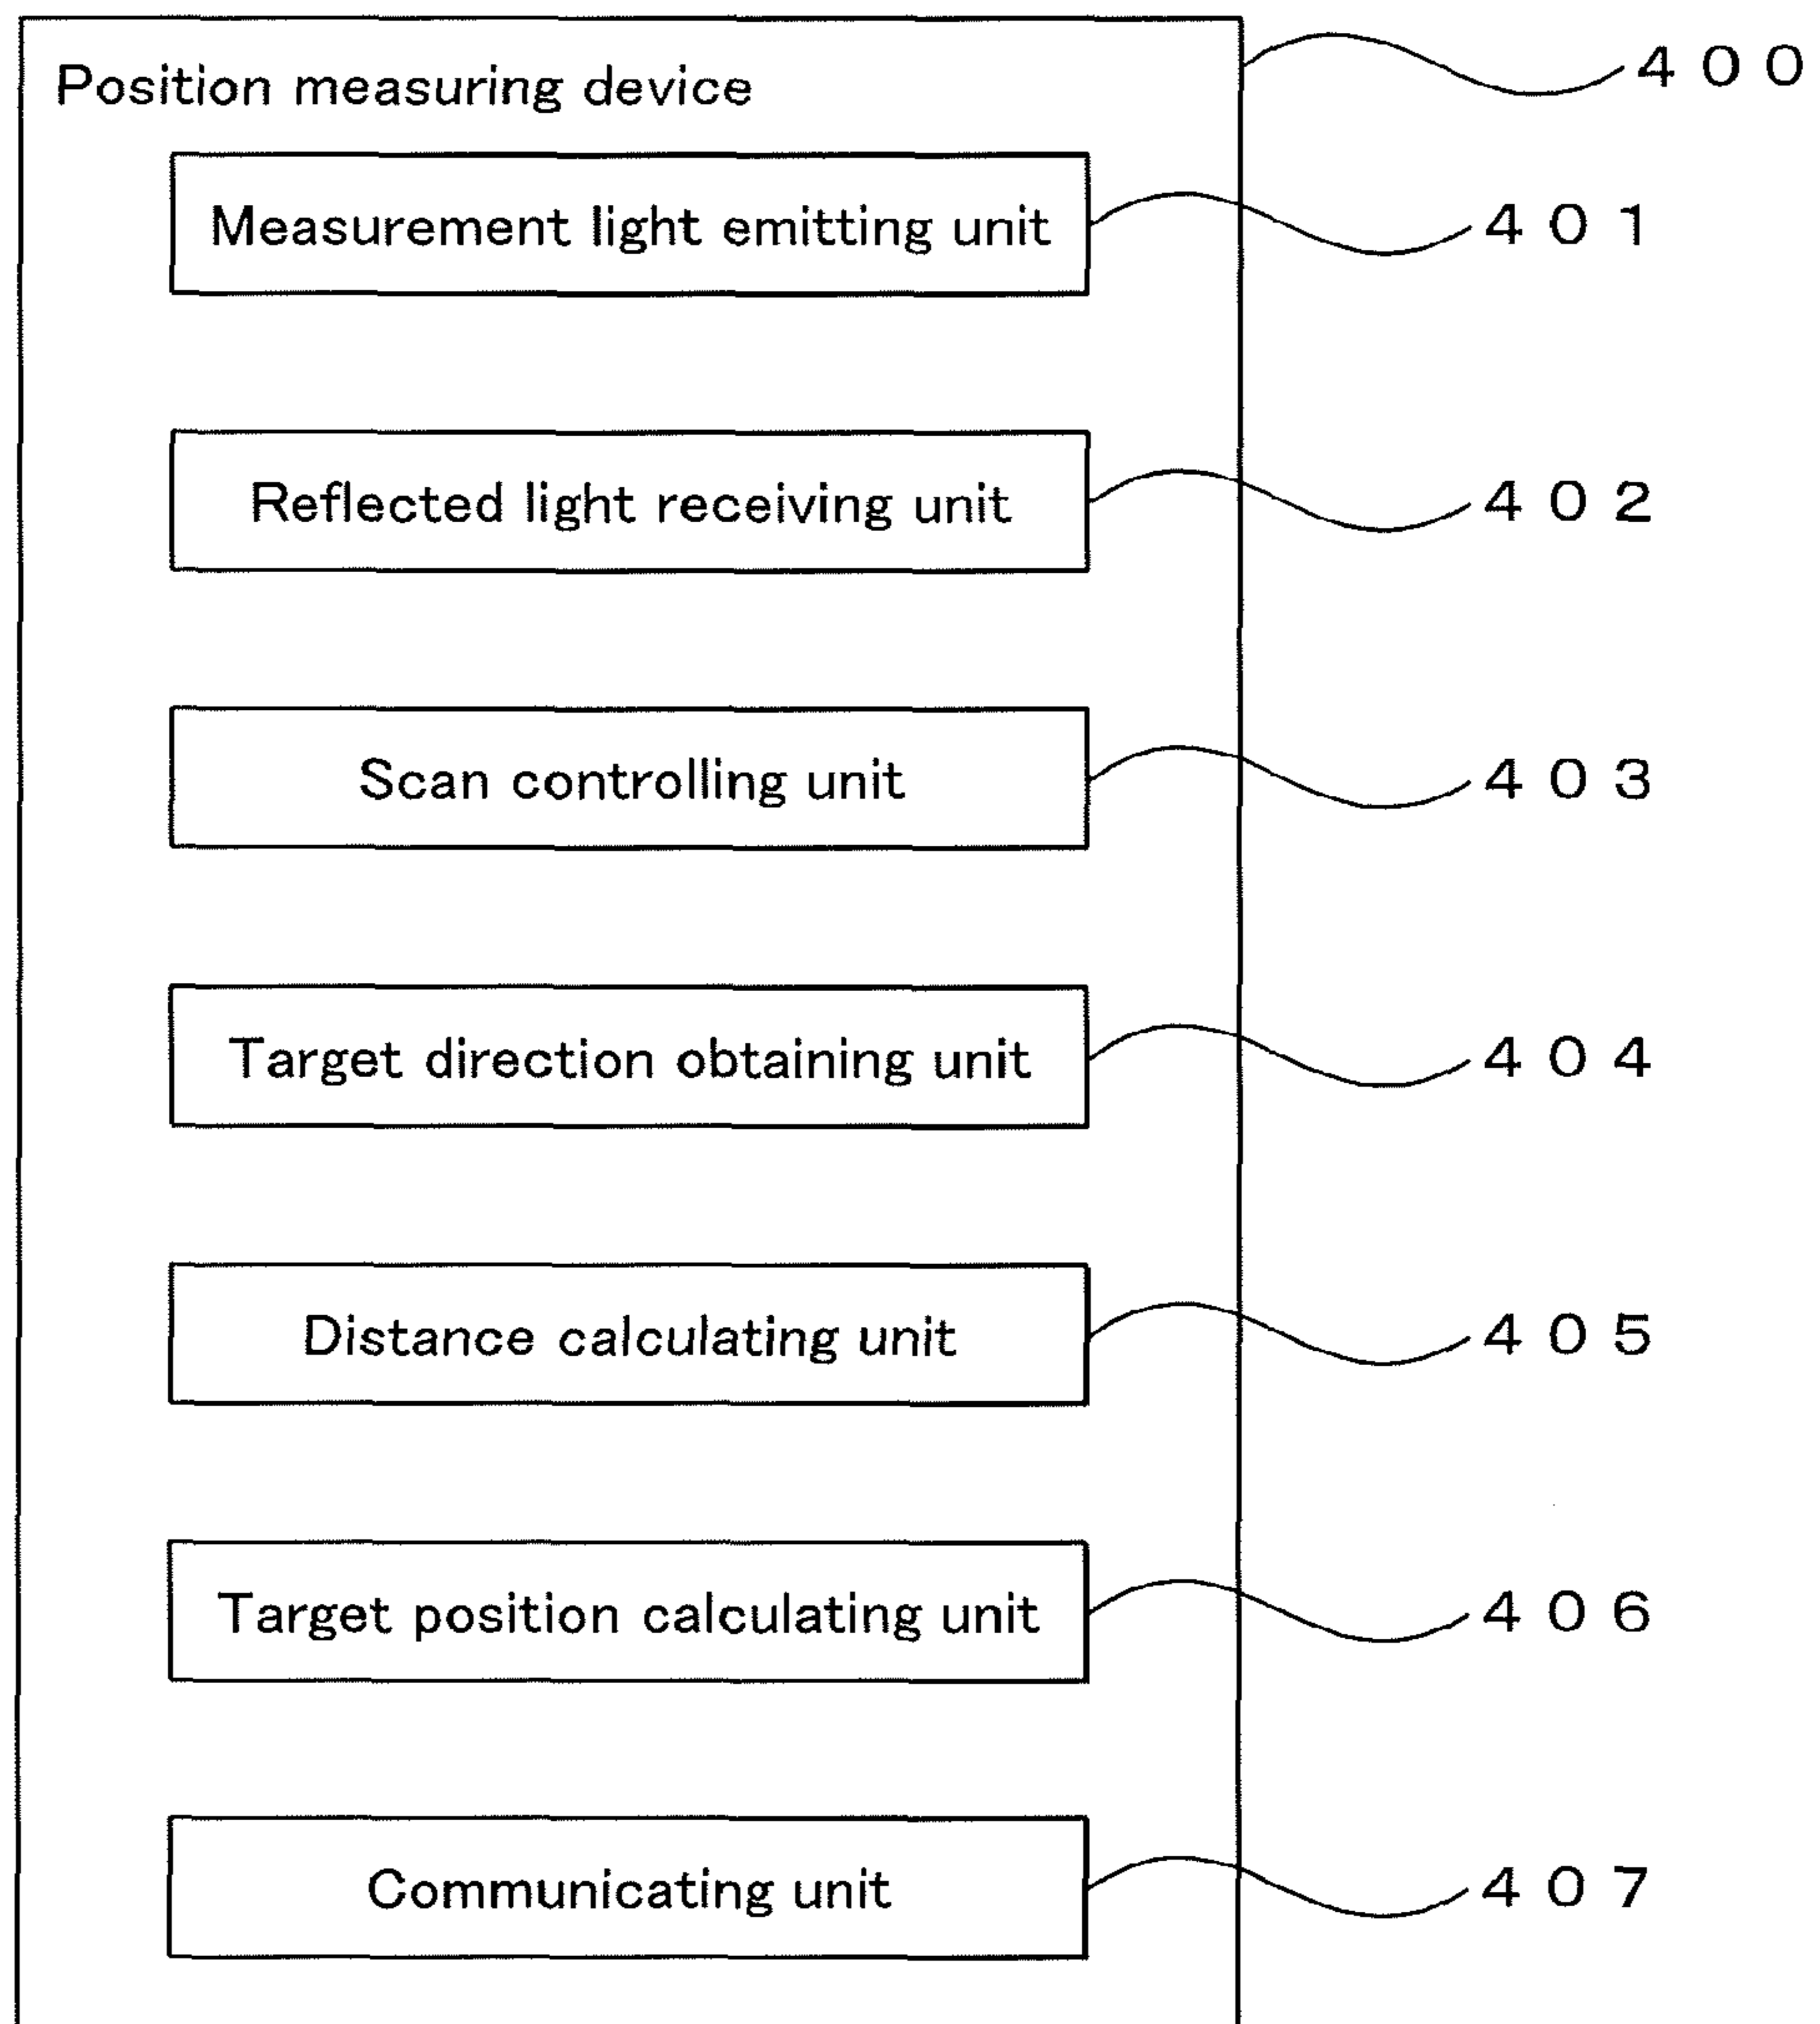 Position measuring device 400
Measurement light emitting unit 401
Reflected light receiving unit 402
Scan controlling unit 403
Target direction obtaining unit 404
Distance calculating unit 405
Target position calculating unit 406
Communicating unit 407